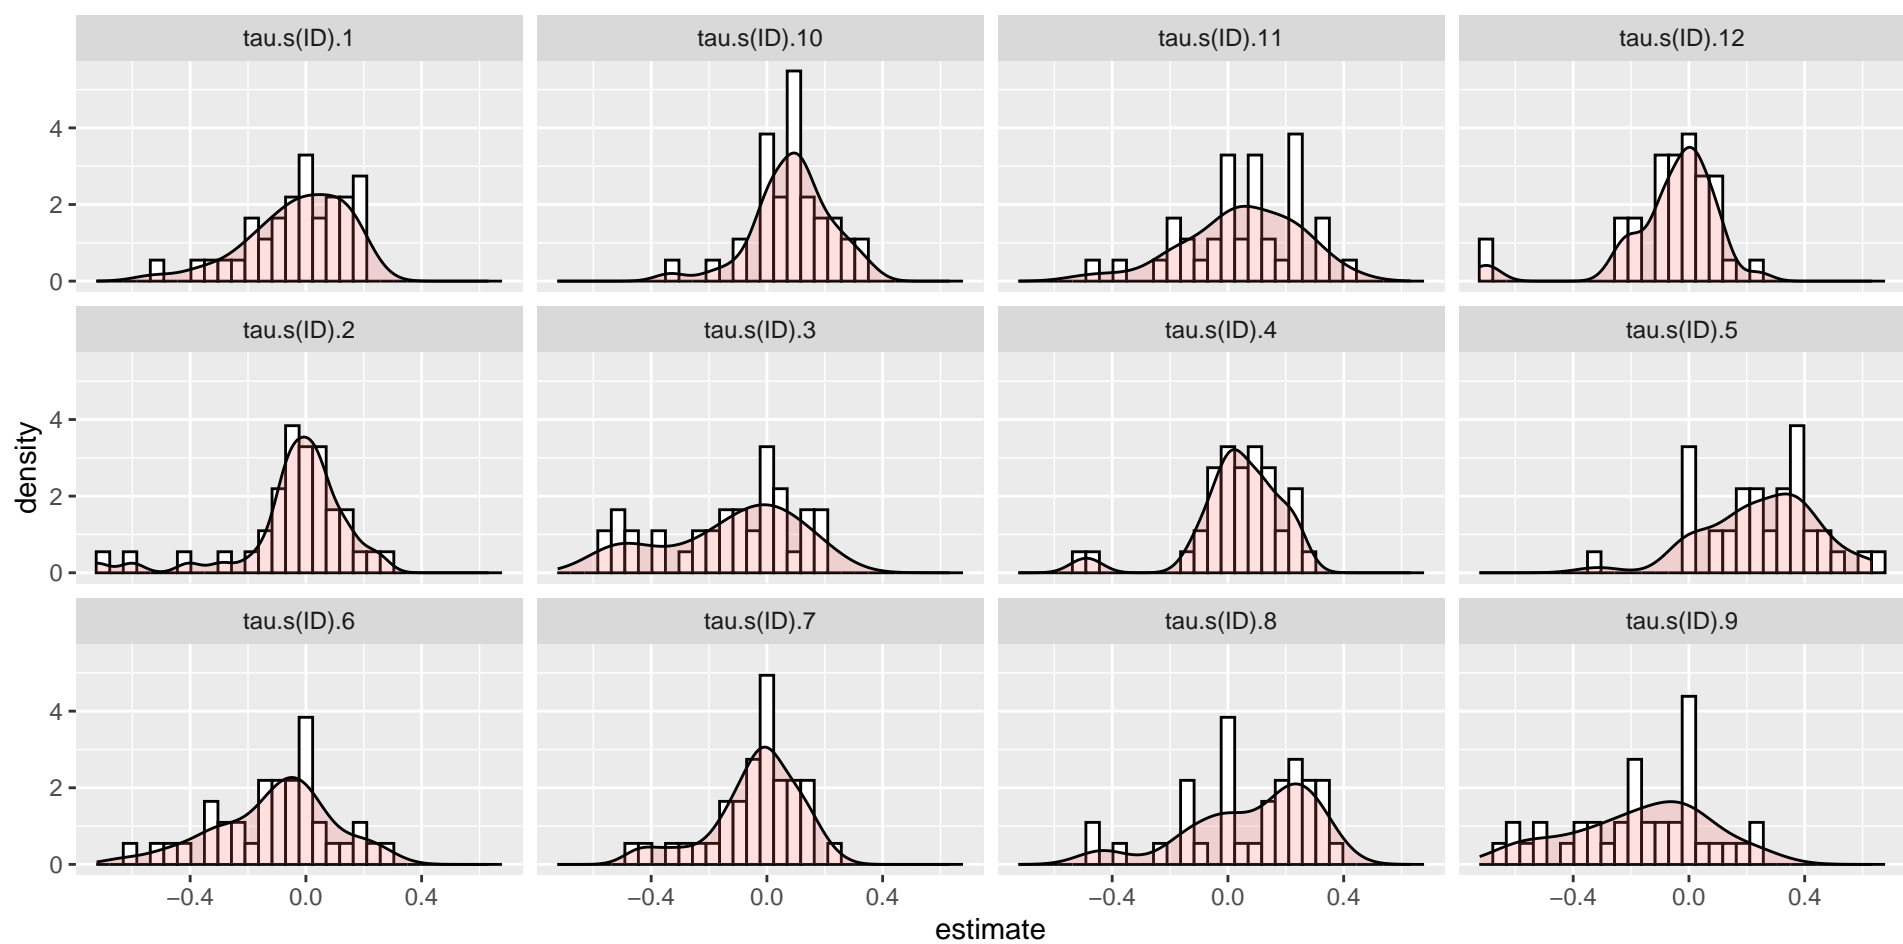 tau.s(ID).1 tau.s(ID).10 tau.s(ID).11 tau.s(ID).12
4
2
0
tau.s(ID).2 tau.s(ID).3 tau.s(ID).4 tau.s(ID).5
density
4
2
0
tau.s(ID).6 tau.s(ID).7 tau.s(ID).8 tau.s(ID).9
4
2
0
−0.4 0.0 0.4 −0.4 0.0 0.4 −0.4 0.0 0.4 −0.4 0.0 0.4
estimate